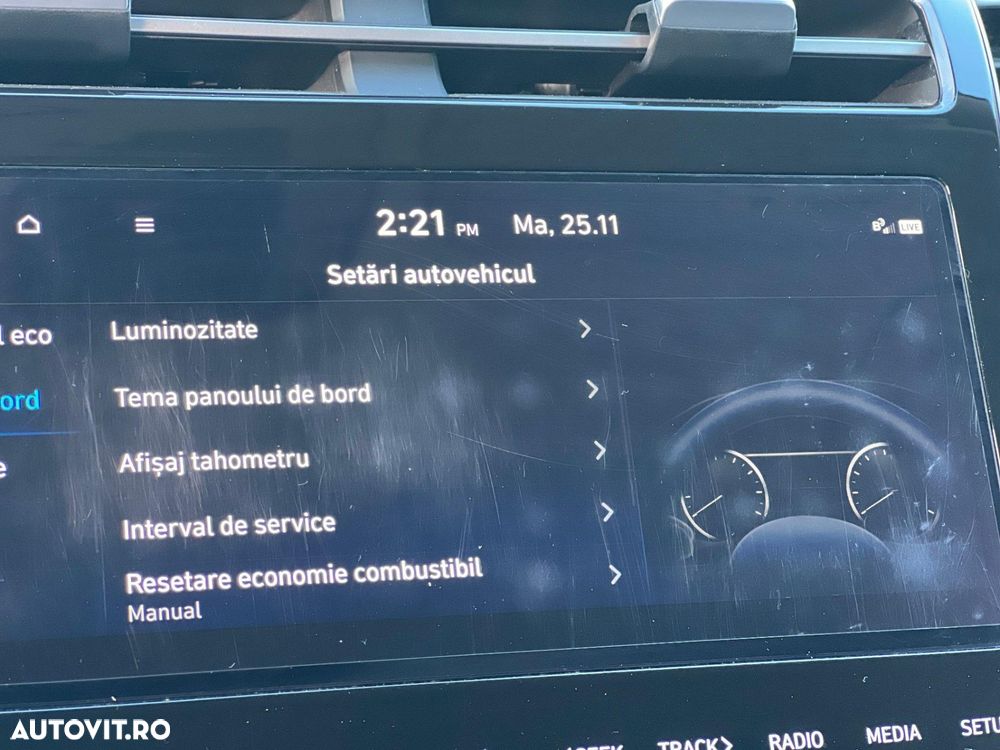 2:21 PM Ma, 25.11
LIVE
Setări autovehicul
eco
Luminozitate
ord
Tema panoului de bord
Afișaj tahometru
e
Interval de service
Resetare economie combustibil
Manual
TRACK RADIO MEDIA SETU
AUTOVIT.RO